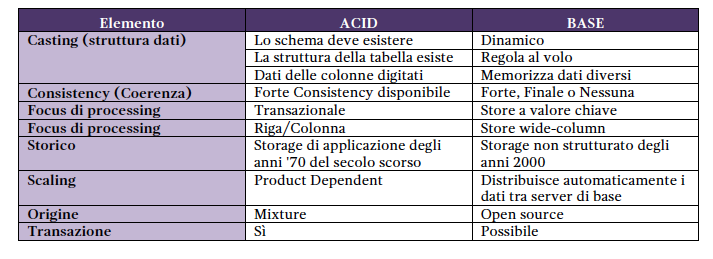 Elemento ACID BASE
Casting (struttura dati) Lo schema deve esistere Dinamico
La struttura della tabella esiste Regola al volo
Dati delle colonne digitati Memorizza dati diversi
Consistency (Coerenza) Forte Consistency disponibile Forte, Finale o Nessuna
Focus di processing Transazionale Store a valore chiave
Focus di processing Riga/Colonna Store wide-column
Storico Storage di applicazione degli Storage non strutturato degli
anni '70 del secolo scorso anni 2000
Scaling Product Dependent Distribuisce automaticamente i
dati tra server di base
Origine Mixture Open source
Transazione Sì Possibile